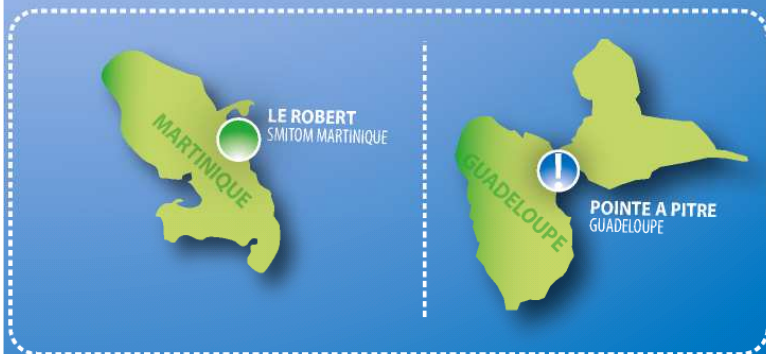 MARTINIQUE
LE ROBERT
SMITOM MARTINIQUE
GUADELOUPE
!
POINTE A PITRE
GUADELOUPE